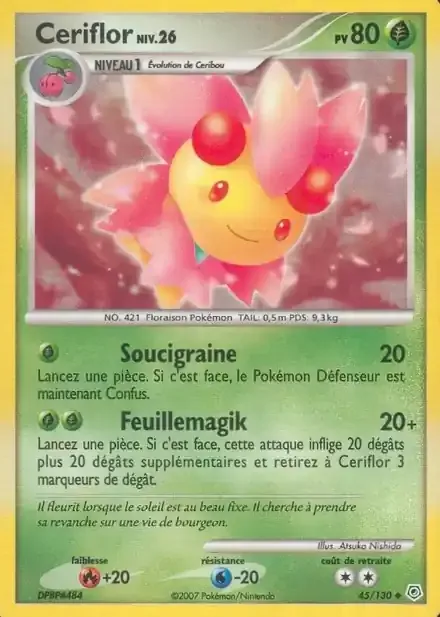 Ceriflor NIV.26 PV 80
NIVEAU 1 Évolution de Ceribou
NO. 421 Floraison Pokémon TAIL: 0,5 m PDS: 9,3 kg
Soucigraine 20
Lancez une pièce. Si c'est face, le Pokémon Défenseur est
maintenant Confus.
Feuillemagik 20+
Lancez une pièce. Si c'est face, cette attaque inflige 20 dégâts
plus 20 dégâts supplémentaires et retirez à Ceriflor 3
marqueurs de dégât.
Il fleurit lorsque le soleil est au beau fixe. Il cherche à prendre
sa revanche sur une vie de bourgeon.
Illus. Atsuko Nishida
faiblesse résistance coût de retraite
+20 -20
DPBP#484 ©2007 Pokémon/Nintendo 45/130